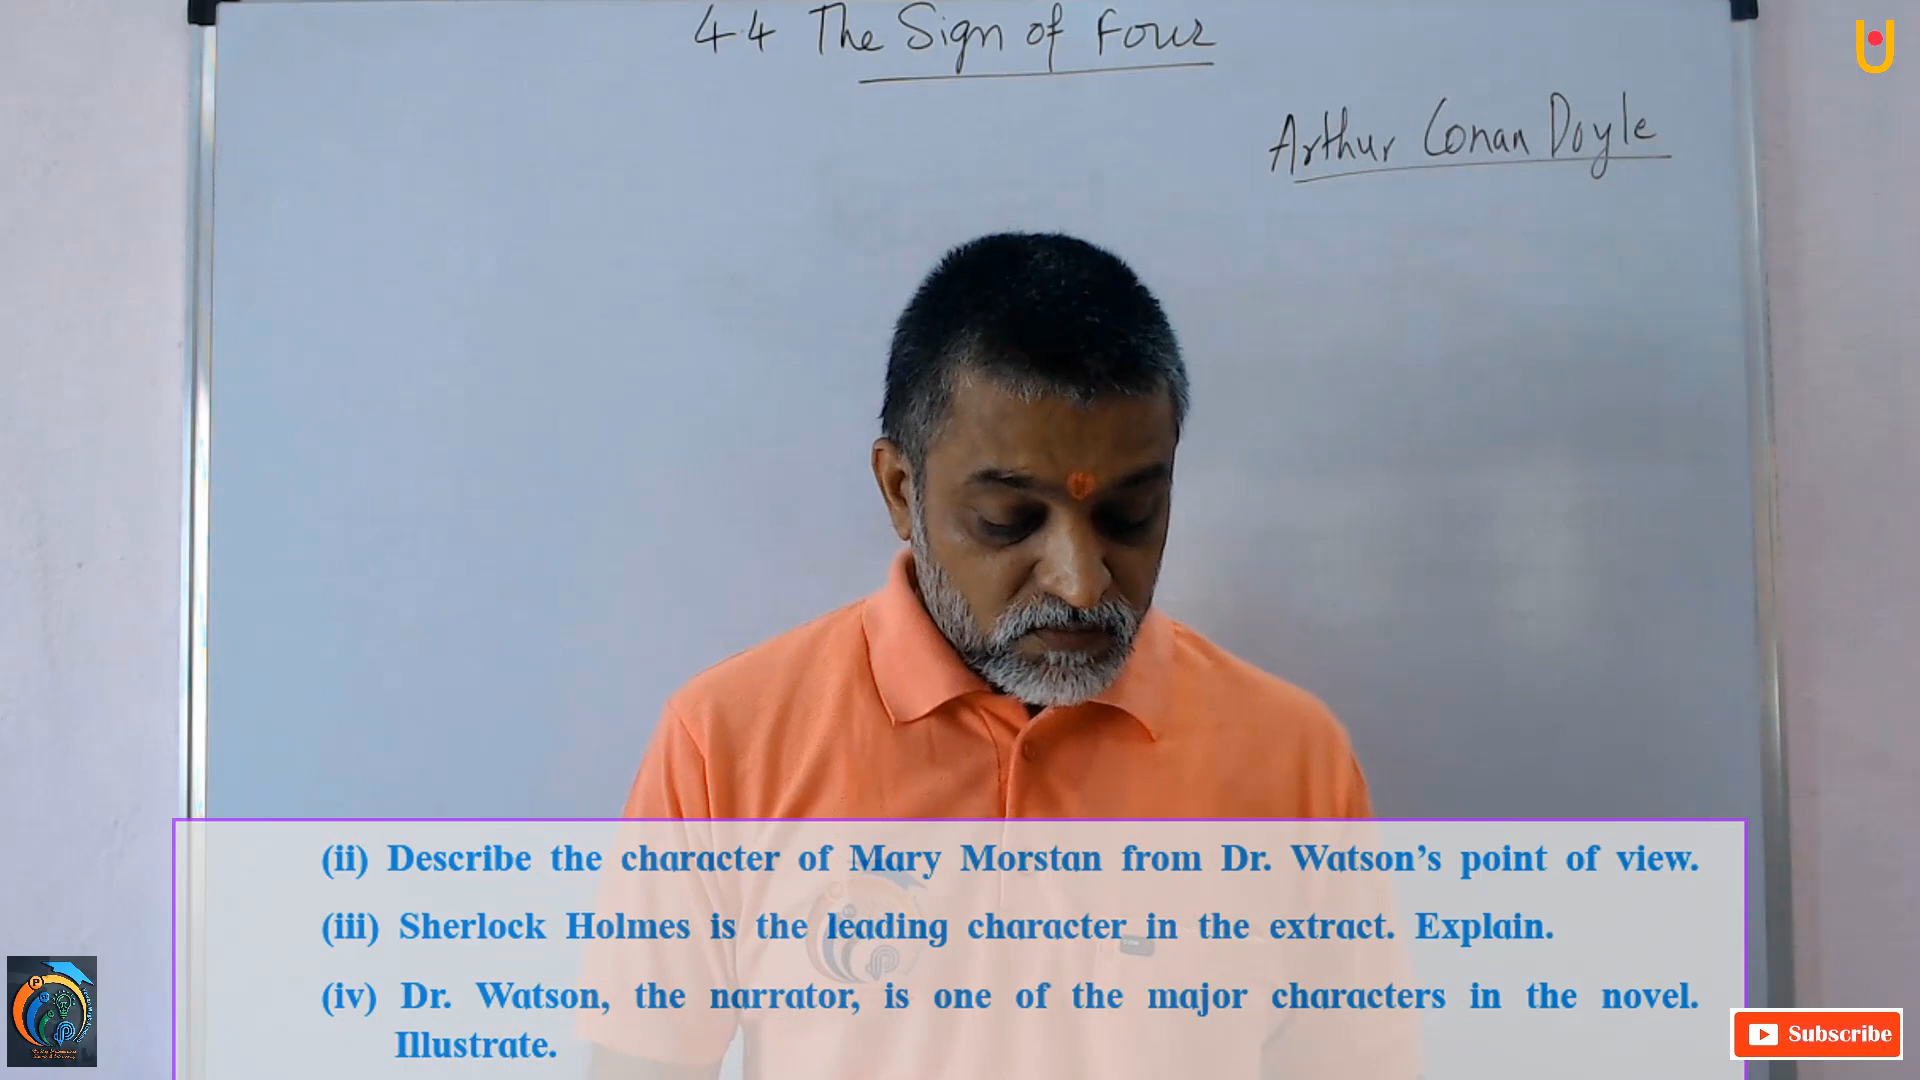 4.4 The Sign of Four
Arthur Conan Doyle
(ii) Describe the character of Mary Morstan from Dr. Watson's point of view.
(iii) Sherlock Holmes is the leading character in the extract. Explain.
(iv) Dr. Watson, the narrator, is one of the major characters in the novel.
Illustrate.
Subscribe